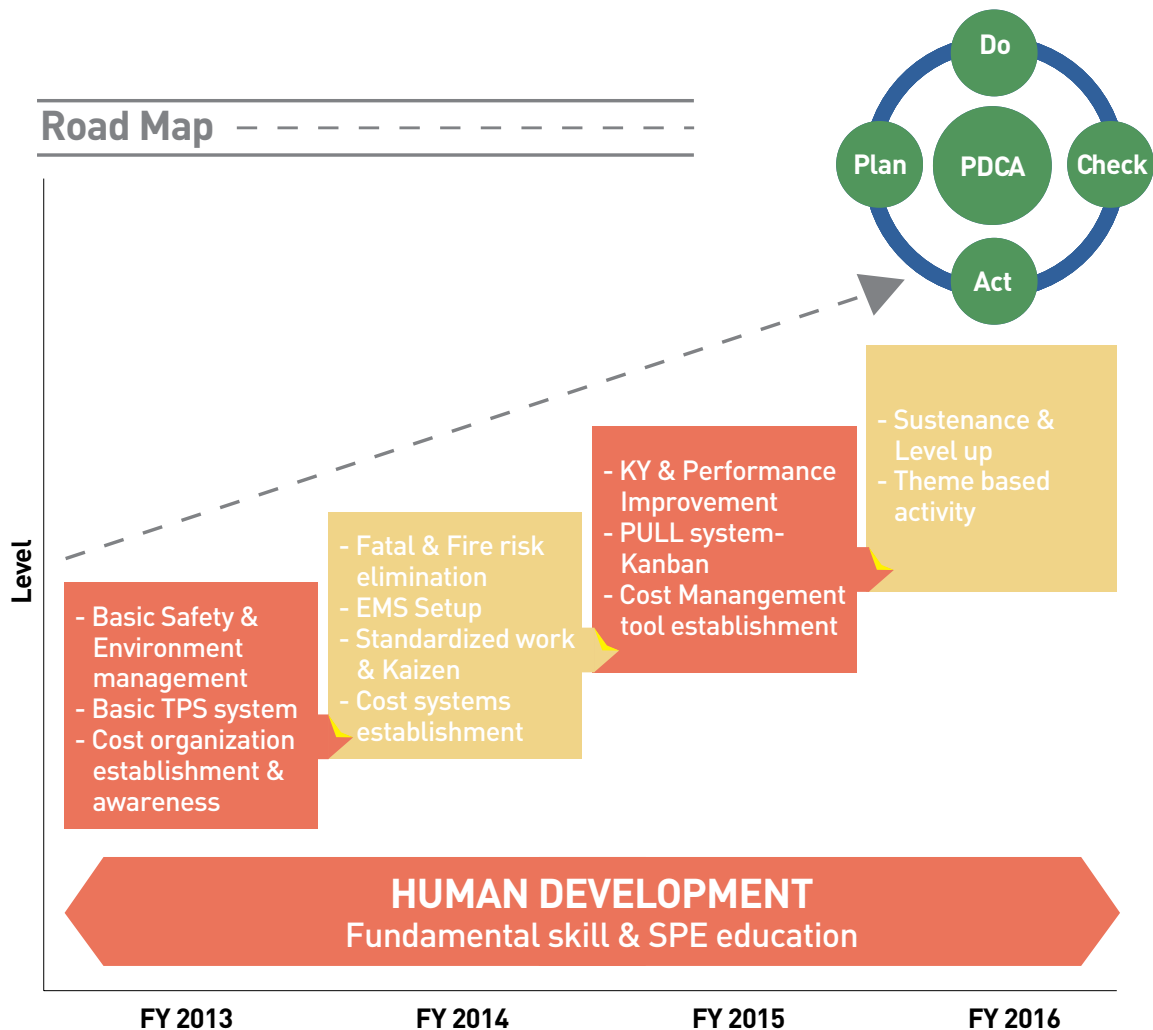 Road Map
Do
Plan
PDCA
Check
Act
Level
- Basic Safety &
Environment
management
- Basic TPS system
- Cost organization
establishment &
awareness
- Fatal & Fire risk
elimination
- EMS Setup
- Standardized work
& Kaizen
- Cost systems
establishment
- KY & Performance
Improvement
- PULL system-
Kanban
- Cost Manangement
tool establishment
- Sustenance &
Level up
- Theme based
activity
HUMAN DEVELOPMENT
Fundamental skill & SPE education
FY 2013
FY 2014
FY 2015
FY 2016